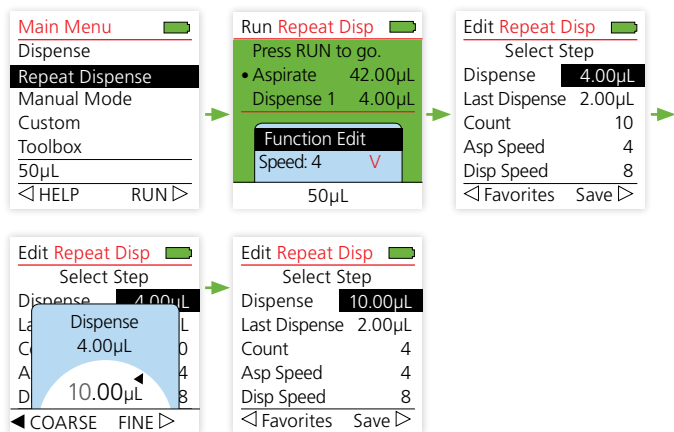 Main Menu
Dispense
Repeat Dispense
Manual Mode
Custom
Toolbox
50µL
◁ HELP RUN ▷
Run Repeat Disp
Press RUN to go.
• Aspirate 42.00µL
Dispense 1 4.00µL
Function Edit
Speed: 4 V
50µL
Edit Repeat Disp
Select Step
Dispense 4.00µL
Last Dispense 2.00µL
Count 10
Asp Speed 4
Disp Speed 8
◁ Favorites Save ▷
Edit Repeat Disp
Select Step
Dispense 4.00µL
La L
C 0
A 4
D 8
Dispense
4.00µL
10.00µL
◀ COARSE FINE ▷
Edit Repeat Disp
Select Step
Dispense 10.00µL
Last Dispense 2.00µL
Count 4
Asp Speed 4
Disp Speed 8
◁ Favorites Save ▷